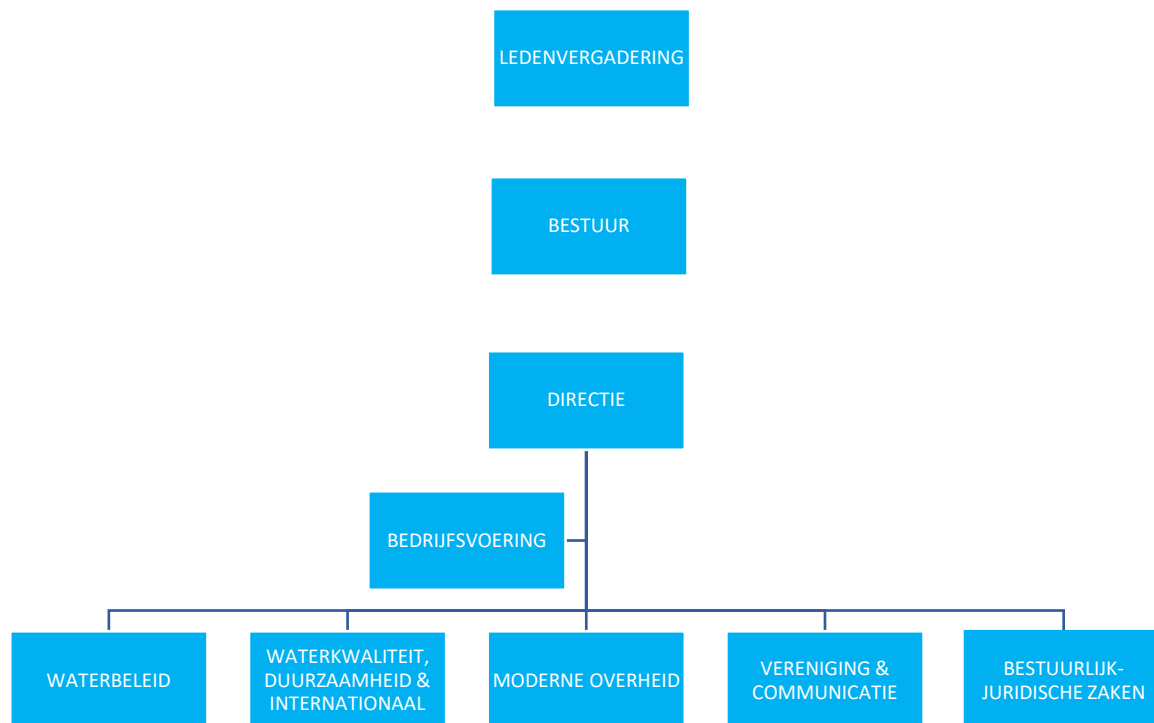 LEDENVERGADERING
BESTUUR
DIRECTIE
BEDRIJFSVOERING
WATERBELEID
WATERKWALITEIT,
DUURZAAMHEID &
INTERNATIONAAL
MODERNE OVERHEID
VERENIGING &
COMMUNICATIE
BESTUURLIJK-
JURIDISCHE ZAKEN